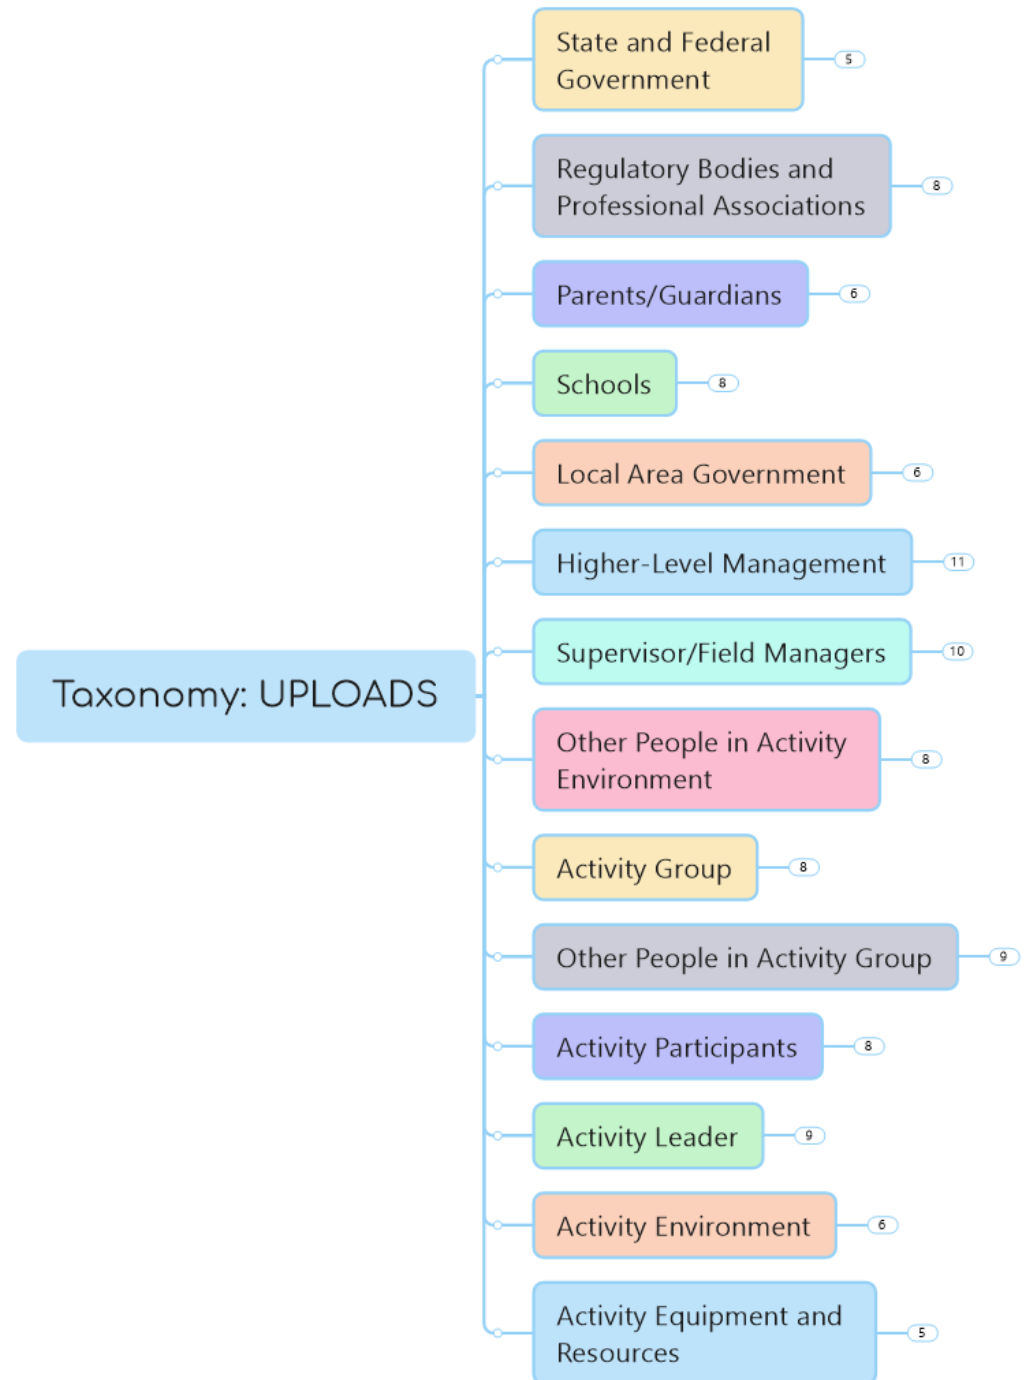 State and Federal
Government
5
Regulatory Bodies and
Professional Associations
8
Parents/Guardians
6
Schools
8
Local Area Government
6
Higher-Level Management
11
Supervisor/Field Managers
10
Taxonomy: UPLOADS
Other People in Activity
Environment
8
Activity Group
8
Other People in Activity Group
9
Activity Participants
8
Activity Leader
9
Activity Environment
6
Activity Equipment and
Resources
5